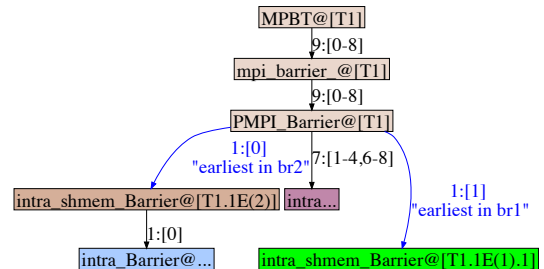 MPBT@[T1]
9:[0-8]
mpi_barrier_@[T1]
9:[0-8]
PMPI_Barrier@[T1]
1:[0]
"earliest in br2"
7:[1-4,6-8]
1:[1]
"earliest in br1"
intra_shmem_Barrier@[T1.1E(2)]
intra...
1:[0]
intra_Barrier@...
intra_shmem_Barrier@[T1.1E(1).1]